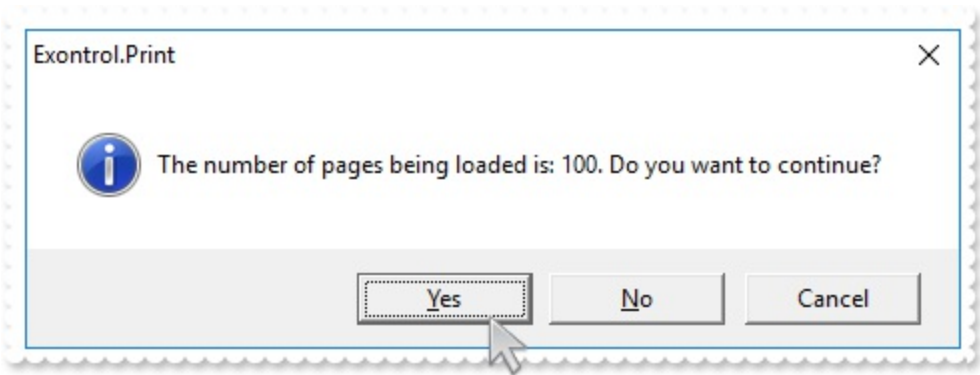 Exontrol.Print
The number of pages being loaded is: 100. Do you want to continue?
Yes
No
Cancel